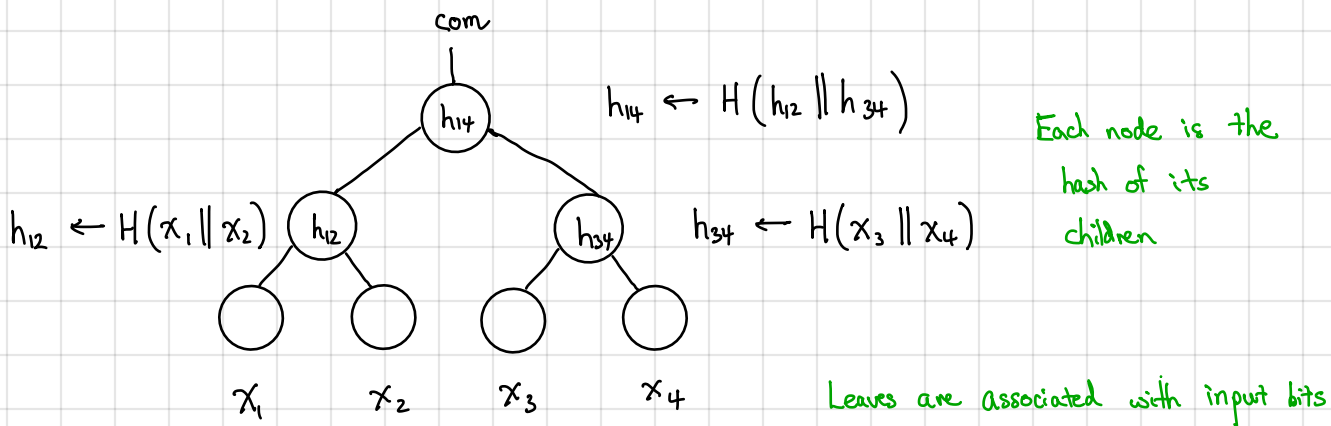 com
h₁₄
h₁₄ ← H(h₁₂ || h₃₄)
Each node is the
hash of its
children
h₁₂ ← H(x₁ || x₂)
h₁₂
h₃₄
h₃₄ ← H(x₃ || x₄)
x₁ x₂ x₃ x₄
Leaves are associated with input bits